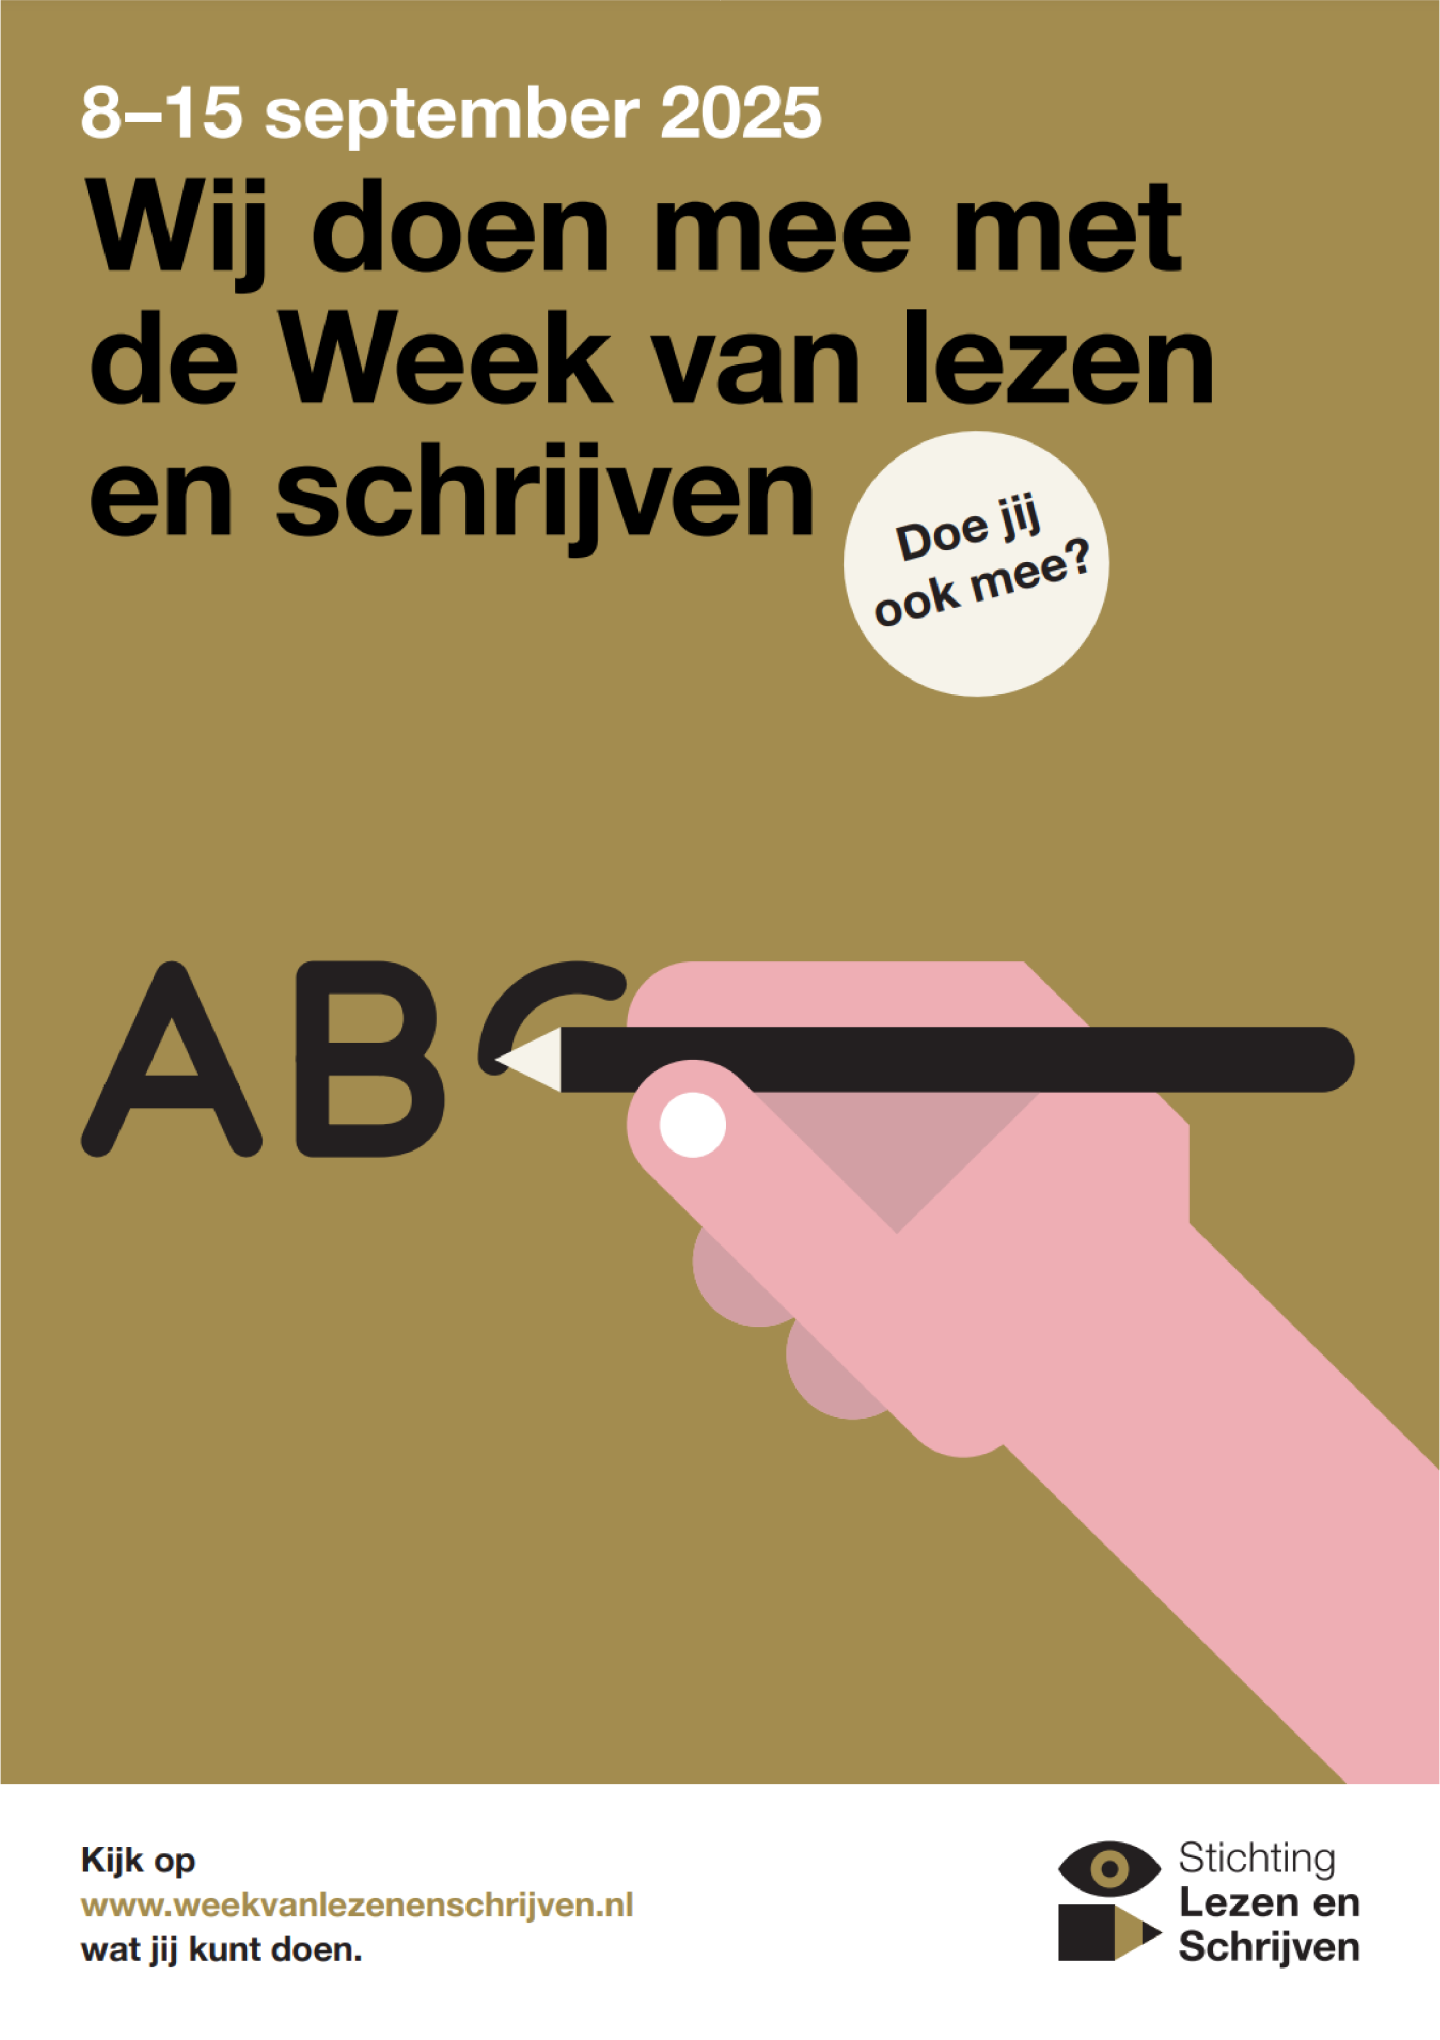 8–15 september 2025
Wij doen mee met
de Week van lezen
en schrijven
Doe jij
ook mee?
ABC
Kijk op
www.weekvanlezenenschrijven.nl
wat jij kunt doen.
Stichting
Lezen en
Schrijven